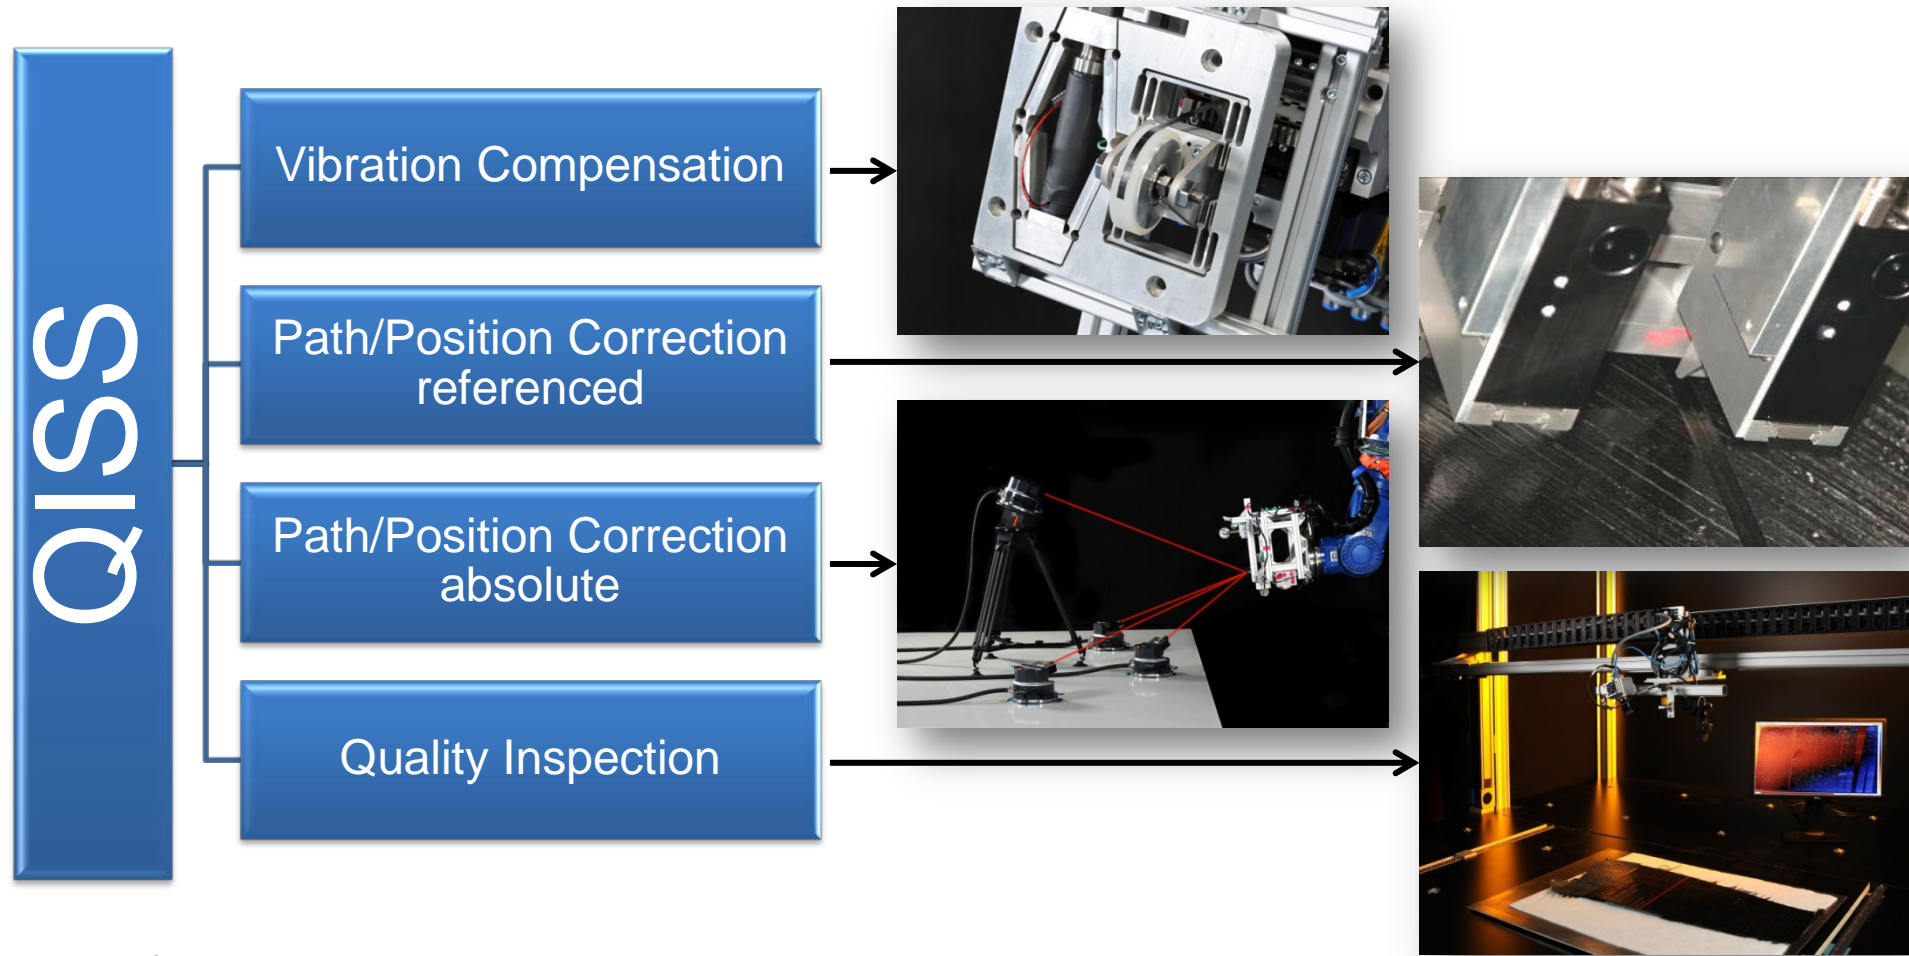 QISS
Vibration Compensation
Path/Position Correction
referenced
Path/Position Correction
absolute
Quality Inspection